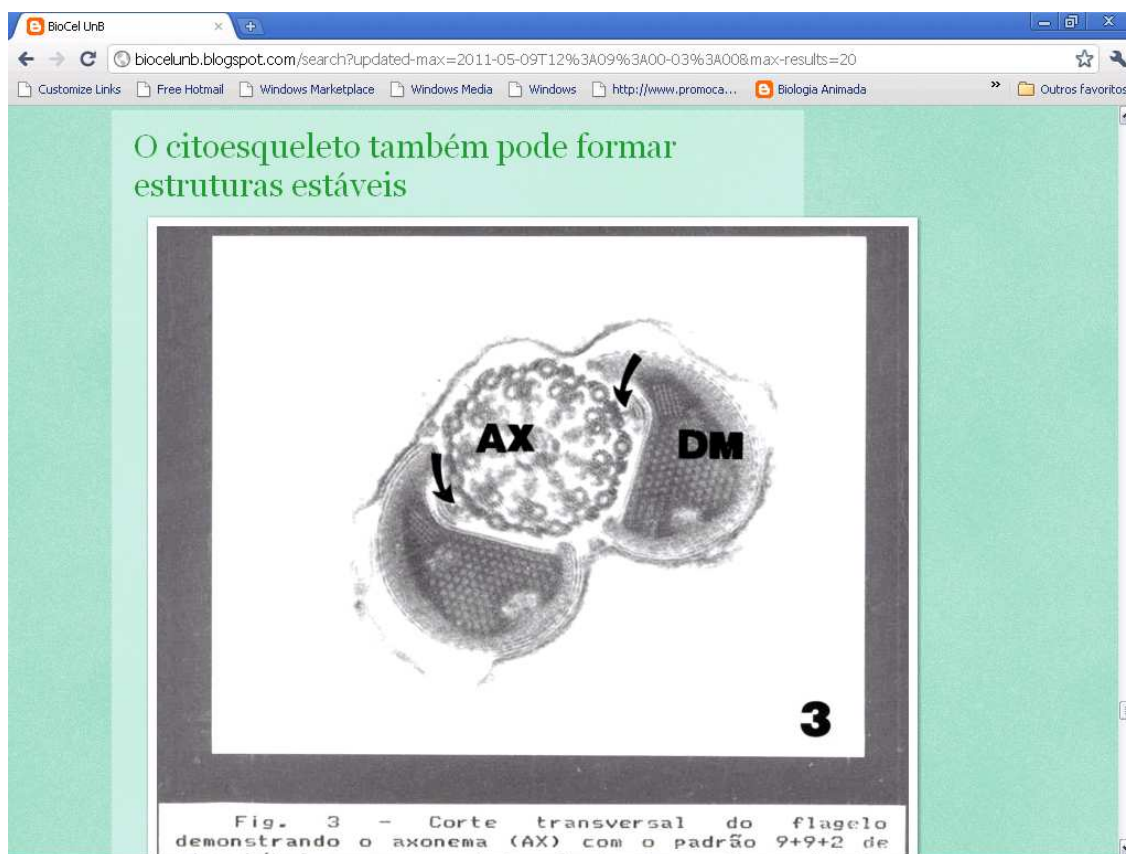 BioCel UnB
biocelunb.blogspot.com/search?updated-max=2011-05-09T12%3A09%3A00-03%3A00&max-results=20
Customize Links Free Hotmail Windows Marketplace Windows Media Windows http://www.promoca... Biologia Animada » Outros favoritos
O citoesqueleto também pode formar
estruturas estáveis
AX
DM
3
Fig. 3 - Corte transversal do flagelo
demonstrando o axonema (AX) com o padrão 9+9+2 de